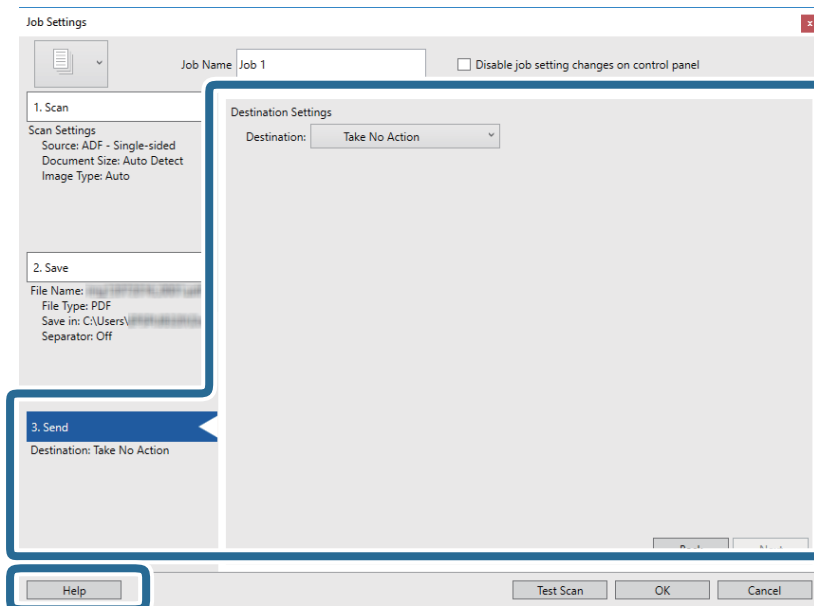 Job Settings
x
Job Name Job 1
Disable job setting changes on control panel
1. Scan
Scan Settings
Source: ADF - Single-sided
Document Size: Auto Detect
Image Type: Auto
2. Save
File Name:
File Type: PDF
Save in: C:\Users\
Separator: Off
3. Send
Destination: Take No Action
Destination Settings
Destination: Take No Action
Help
Test Scan
OK
Cancel